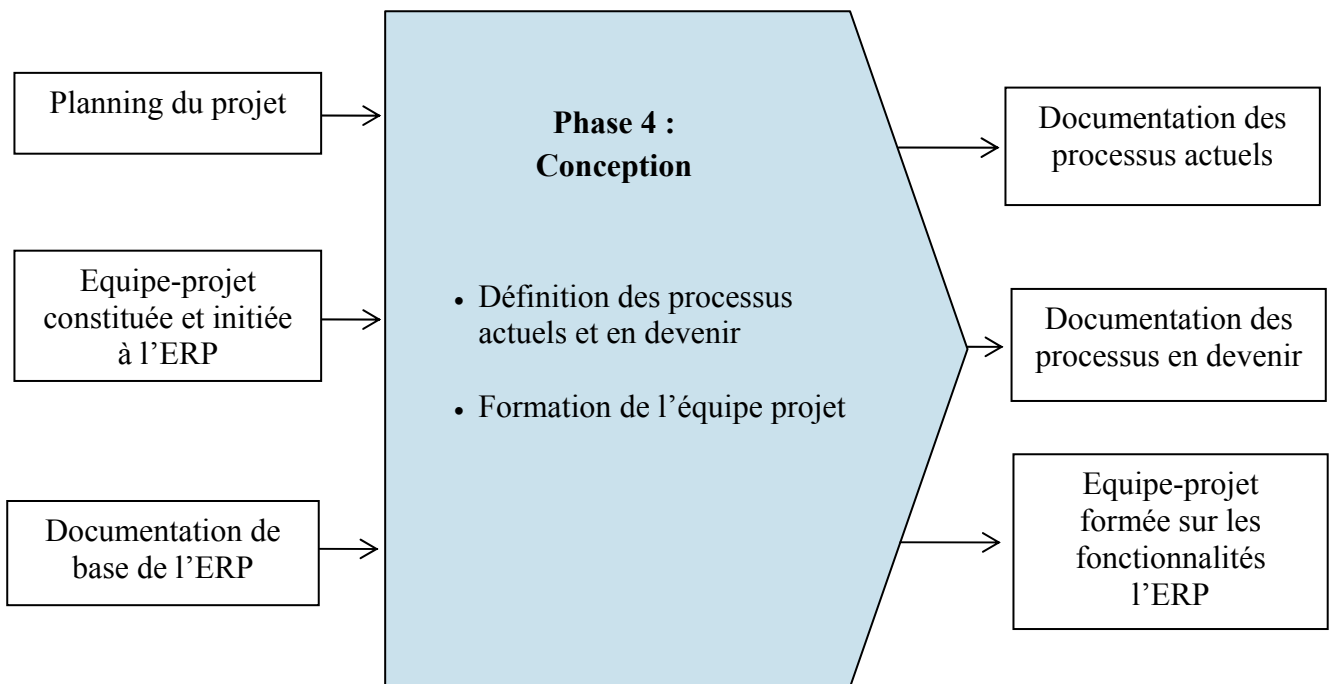 Planning du projet
Equipe-projet
constituée et initiée
à l’ERP
Documentation de
base de l’ERP
Phase 4 :
Conception
• Définition des processus
actuels et en devenir
• Formation de l’équipe projet
Documentation des
processus actuels
Documentation des
processus en devenir
Equipe-projet
formée sur les
fonctionnalités
l’ERP